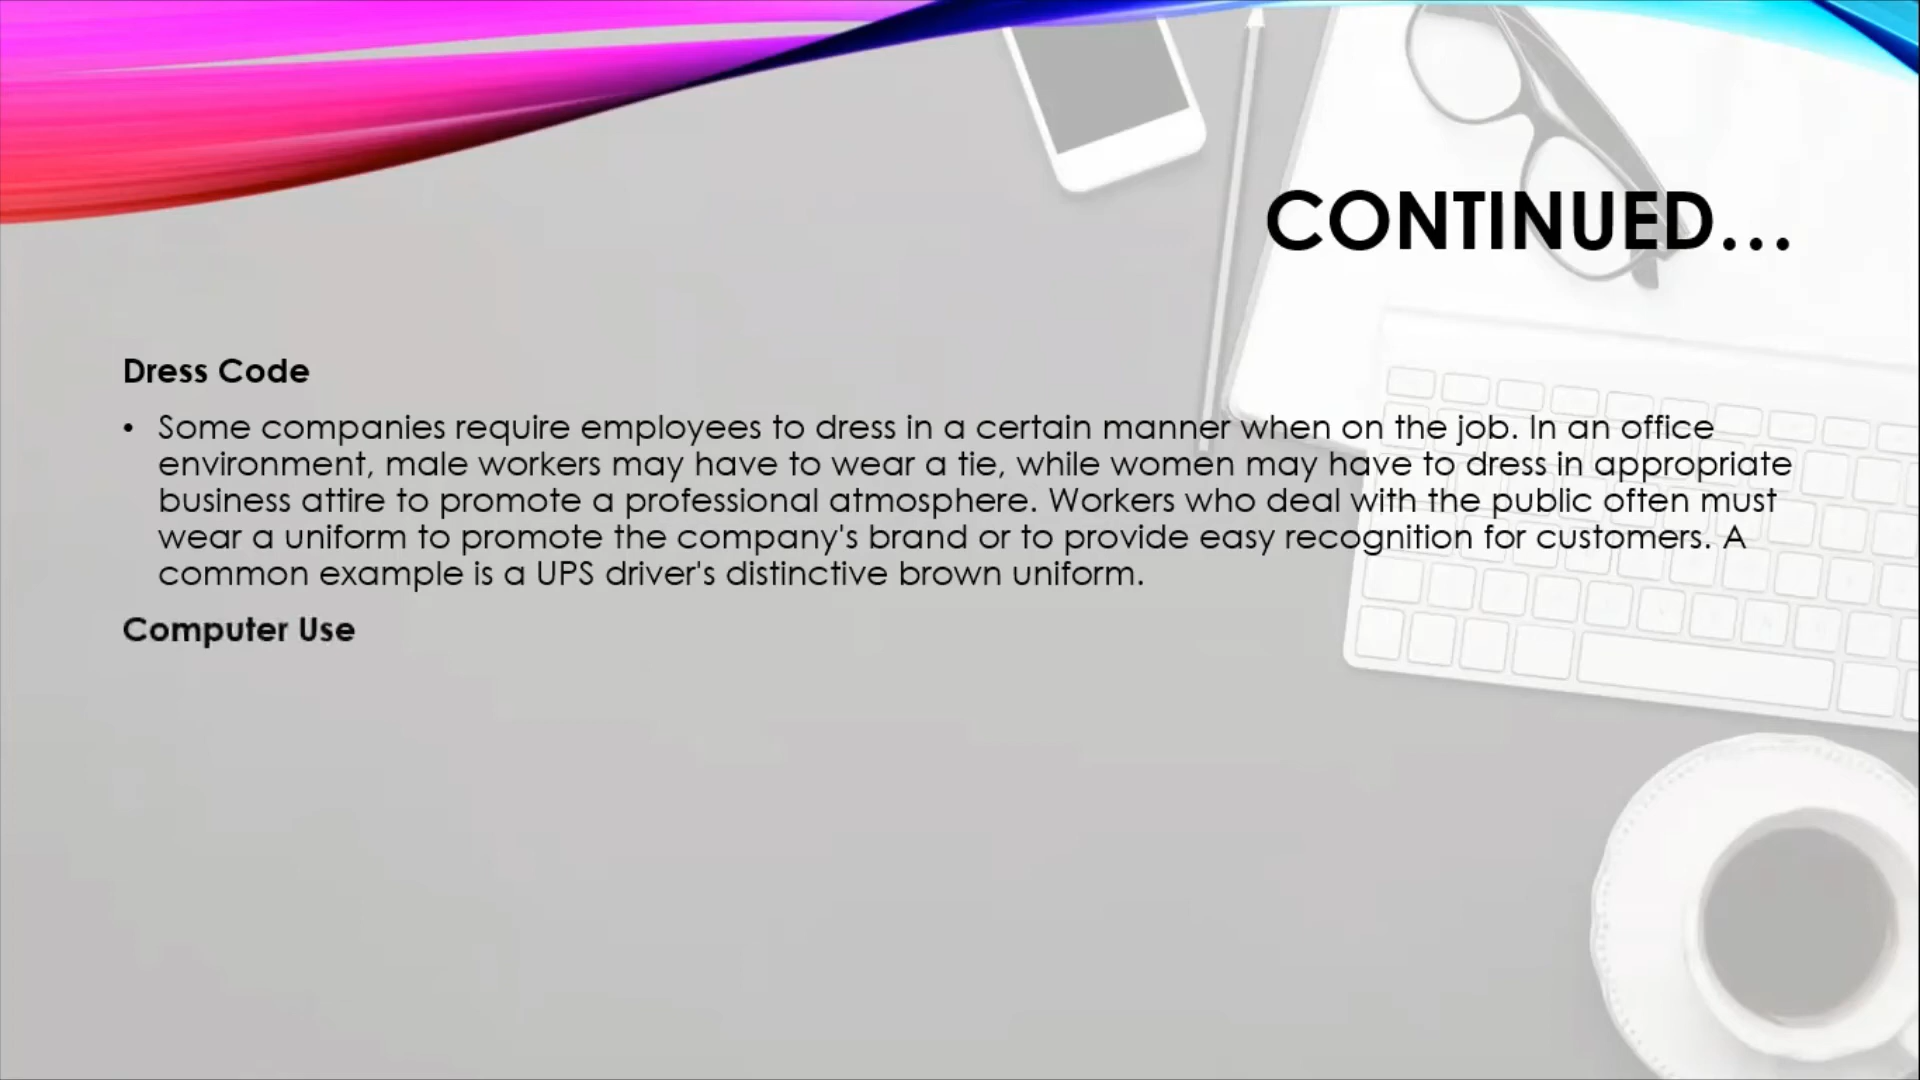 CONTINUED...
Dress Code
• Some companies require employees to dress in a certain manner when on the job. In an office
environment, male workers may have to wear a tie, while women may have to dress in appropriate
business attire to promote a professional atmosphere. Workers who deal with the public often must
wear a uniform to promote the company's brand or to provide easy recognition for customers. A
common example is a UPS driver's distinctive brown uniform.
Computer Use